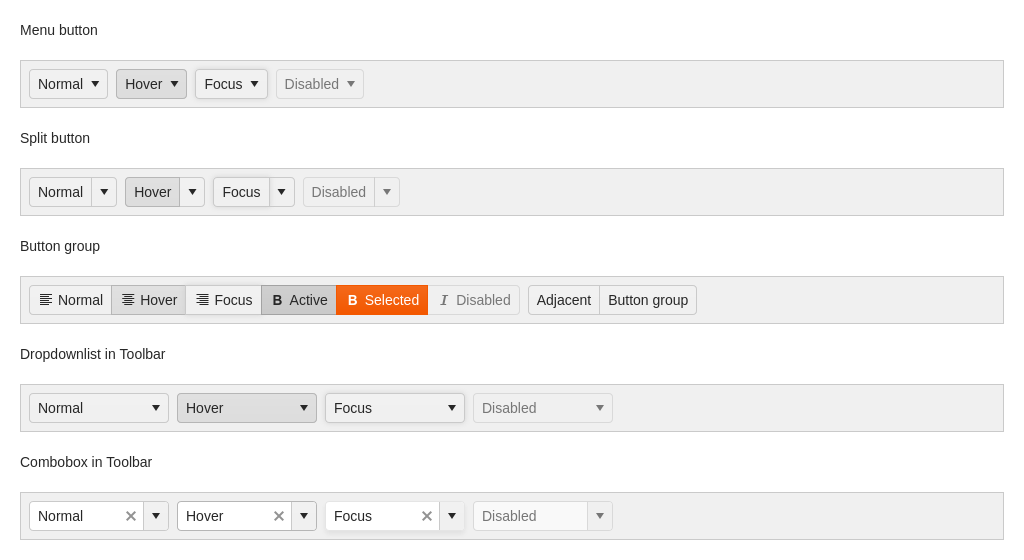 Menu button
Normal Hover Focus Disabled
Split button
Normal Hover Focus Disabled
Button group
Normal Hover Focus B Active B Selected I Disabled Adjacent Button group
Dropdownlist in Toolbar
Normal Hover Focus Disabled
Combobox in Toolbar
Normal Hover Focus Disabled